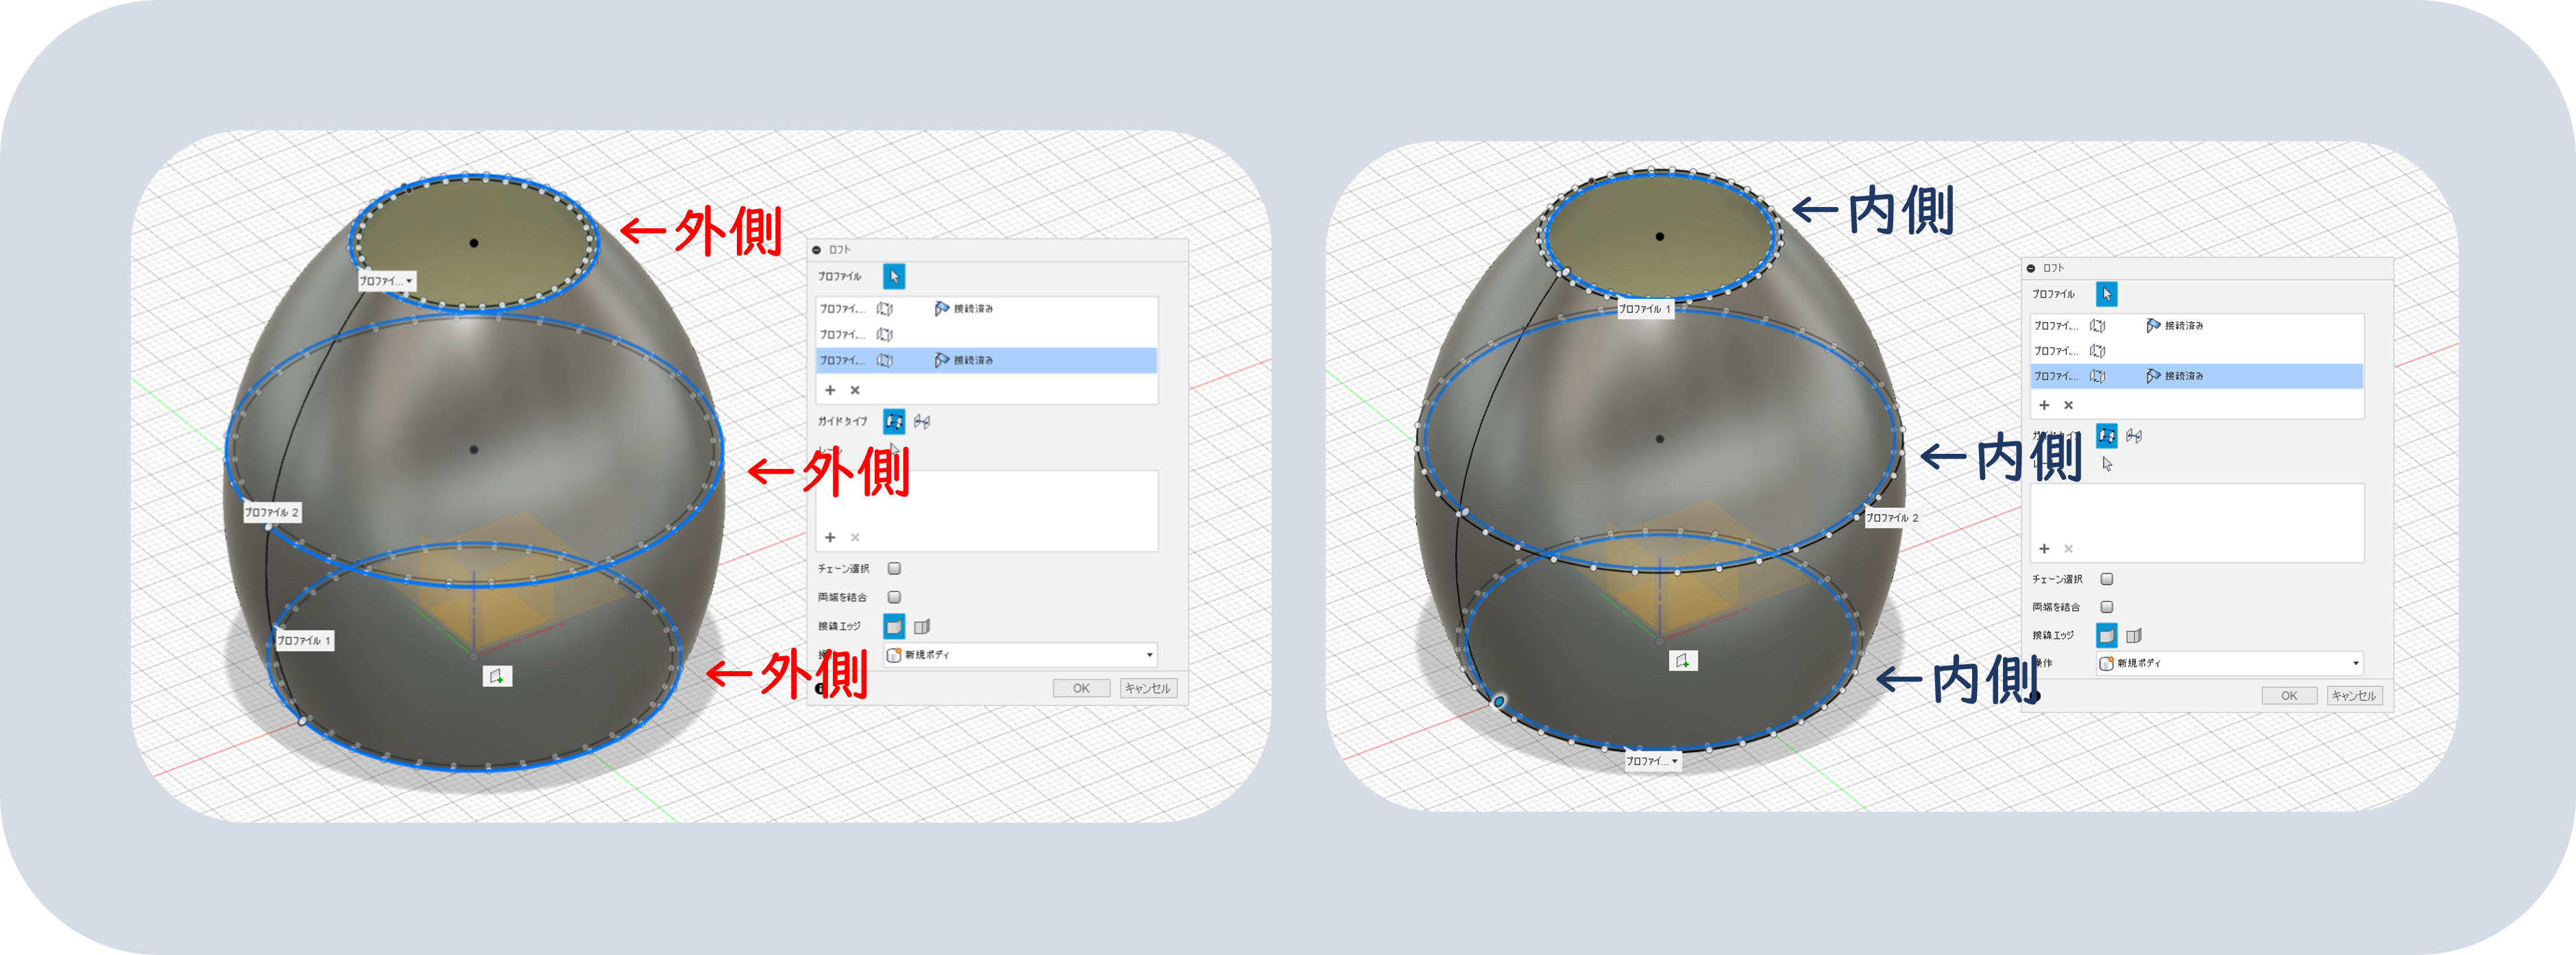 ←外側
プロファイ...
←外側
プロファイル 2
←外側
プロファイル 1
ロフト
プロファイル
プロファイ... 接続済み
プロファイ...
プロファイ... 接続済み
ガイド タイプ
チェーン選択
両端を結合
接線エッジ
新規ボディ
OK キャンセル
←内側
プロファイル 1
←内側
プロファイル 2
←内側
プロファイ...
ロフト
プロファイル
プロファイ... 接続済み
プロファイ...
プロファイ... 接続済み
チェーン選択
両端を結合
接線エッジ
操作 新規ボディ
OK キャンセル